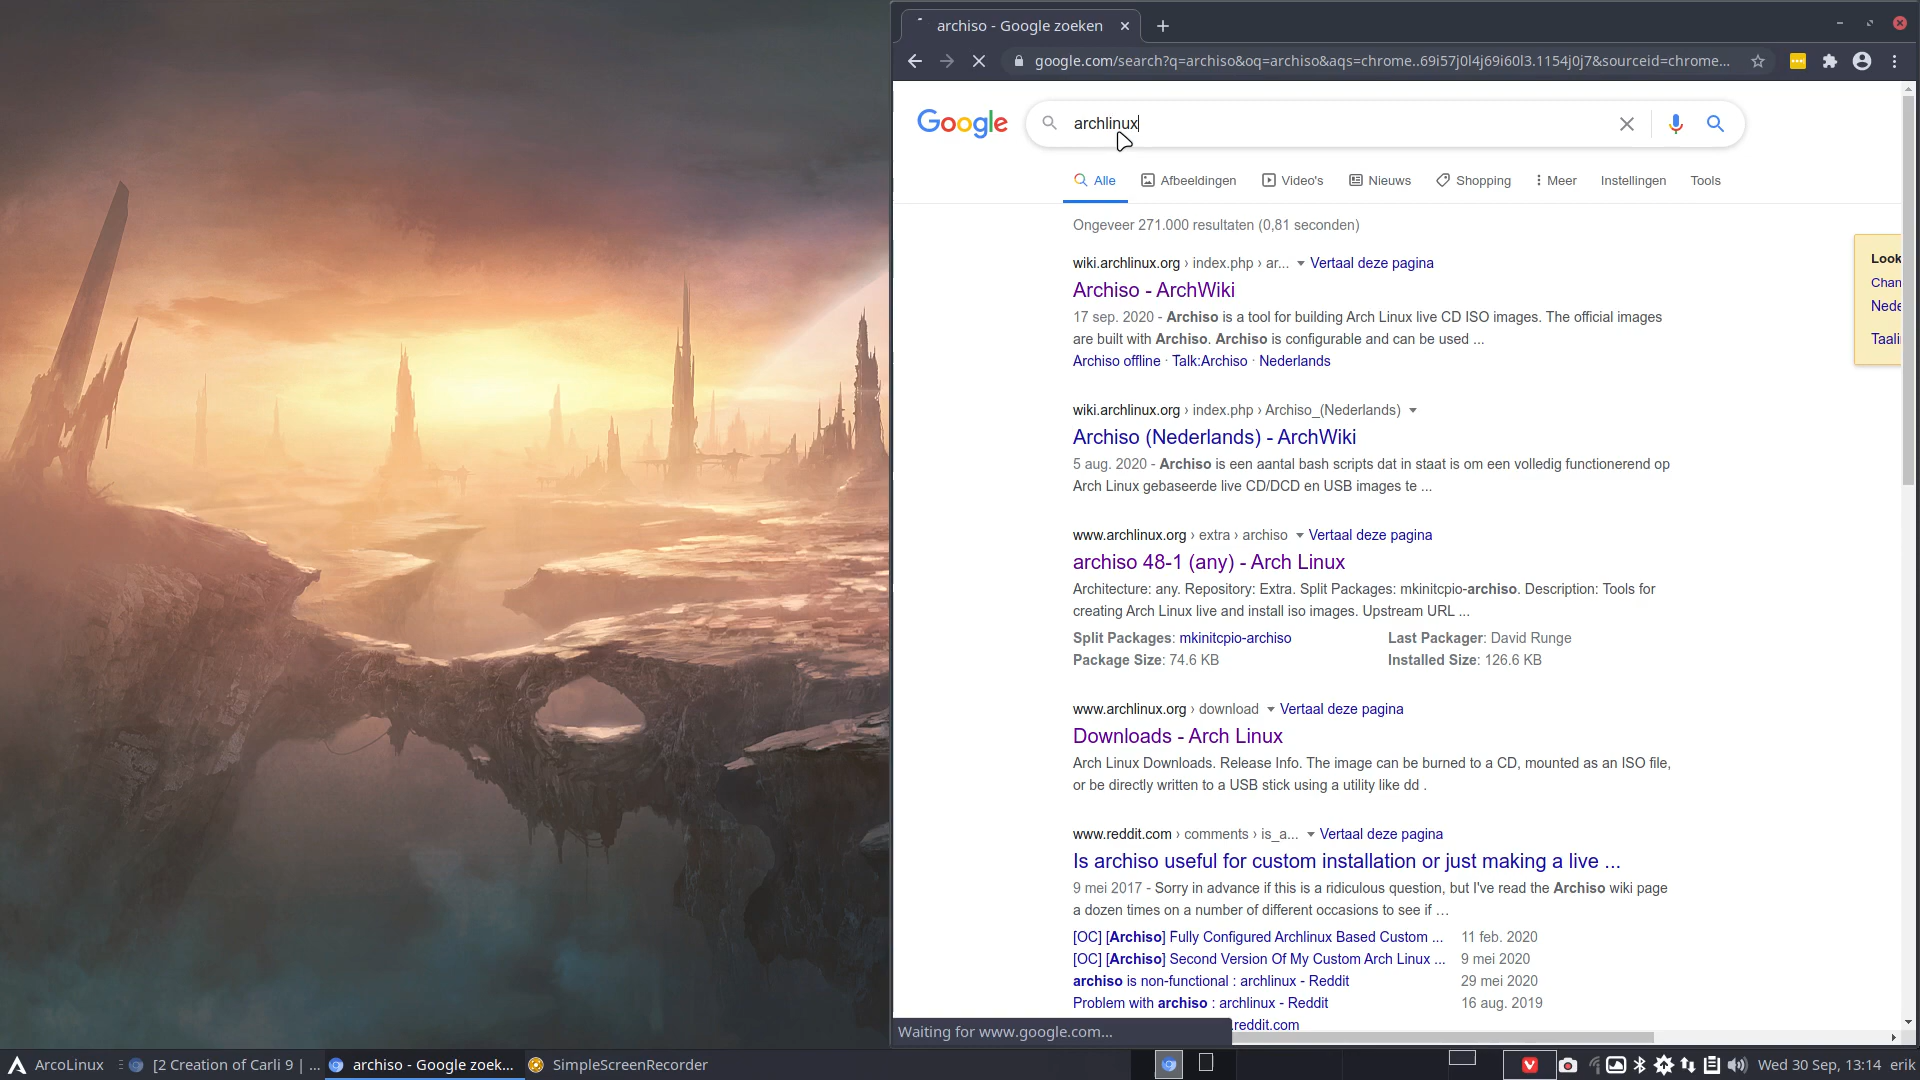 archiso - Google zoeken
google.com/search?q=archiso&oq=archiso&aqs=chrome..69i57j0l4j69i60l3.1154j0j7&sourceid=chrome...
Google
archlinux
Alle Afbeeldingen Video's Nieuws Shopping Meer Instellingen Tools
Ongeveer 271.000 resultaten (0,81 seconden)
wiki.archlinux.org › index.php › ar... Vertaal deze pagina
Archiso - ArchWiki
17 sep. 2020 - Archiso is a tool for building Arch Linux live CD ISO images. The official images
are built with Archiso. Archiso is configurable and can be used ...
Archiso offline · Talk:Archiso · Nederlands
wiki.archlinux.org › index.php › Archiso_(Nederlands)
Archiso (Nederlands) - ArchWiki
5 aug. 2020 - Archiso is een aantal bash scripts dat in staat is om een volledig functionerend op
Arch Linux gebaseerde live CD/DCD en USB images te ...
www.archlinux.org › extra › archiso Vertaal deze pagina
archiso 48-1 (any) - Arch Linux
Architecture: any. Repository: Extra. Split Packages: mkinitcpio-archiso. Description: Tools for
creating Arch Linux live and install iso images. Upstream URL ...
Split Packages: mkinitcpio-archiso Last Packager: David Runge
Package Size: 74.6 KB Installed Size: 126.6 KB
www.archlinux.org › download Vertaal deze pagina
Downloads - Arch Linux
Arch Linux Downloads. Release Info. The image can be burned to a CD, mounted as an ISO file,
or be directly written to a USB stick using a utility like dd .
www.reddit.com › comments › is_a... Vertaal deze pagina
Is archiso useful for custom installation or just making a live ...
9 mei 2017 - Sorry in advance if this is a ridiculous question, but I've read the Archiso wiki page
a dozen times on a number of different occasions to see if ...
[OC] [Archiso] Fully Configured Archlinux Based Custom ... 11 feb. 2020
[OC] [Archiso] Second Version Of My Custom Arch Linux ... 9 mei 2020
archiso is non-functional : archlinux - Reddit 29 mei 2020
Problem with archiso : archlinux - Reddit 16 aug. 2019
.reddit.com
Look
Chan
Nede
Taali
Waiting for www.google.com...
ArcoLinux [2 Creation of Carli 9 | ... archiso - Google zoek... SimpleScreenRecorder Wed 30 Sep, 13:14 erik